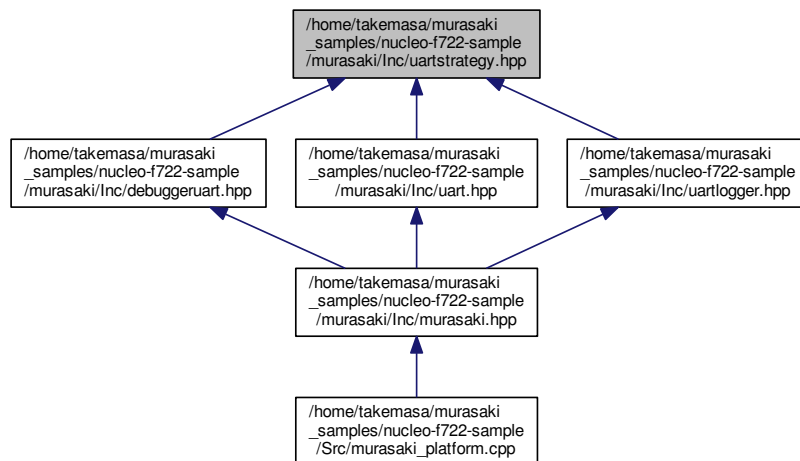 /home/takemasa/murasaki
_samples/nucleo-f722-sample
/murasaki/Inc/uartstrategy.hpp
/home/takemasa/murasaki
_samples/nucleo-f722-sample
/murasaki/Inc/debuggeruart.hpp
/home/takemasa/murasaki
_samples/nucleo-f722-sample
/murasaki/Inc/uart.hpp
/home/takemasa/murasaki
_samples/nucleo-f722-sample
/murasaki/Inc/uartlogger.hpp
/home/takemasa/murasaki
_samples/nucleo-f722-sample
/murasaki/Inc/murasaki.hpp
/home/takemasa/murasaki
_samples/nucleo-f722-sample
/Src/murasaki_platform.cpp